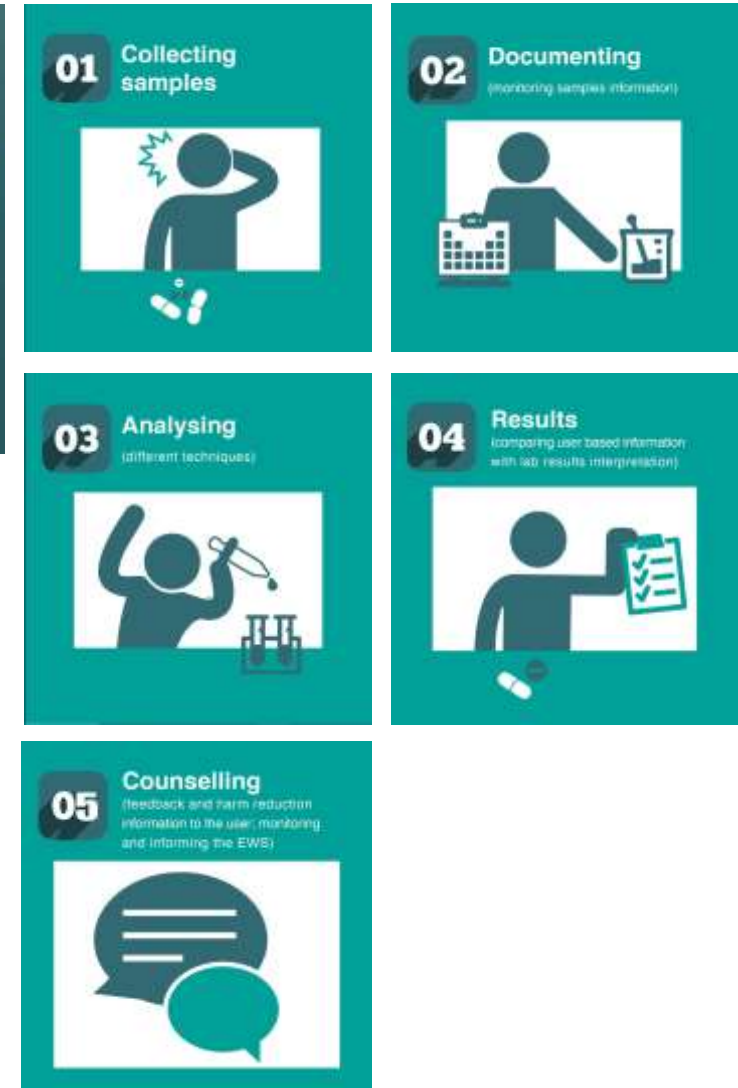 01
Collecting
samples
02
Documenting
(monitoring samples information)
03
Analysing
(different techniques)
04
Results
(comparing user based information
with lab results interpretation)
05
Counselling
(feedback and harm reduction
information to the user; monitoring
and informing the EWS)